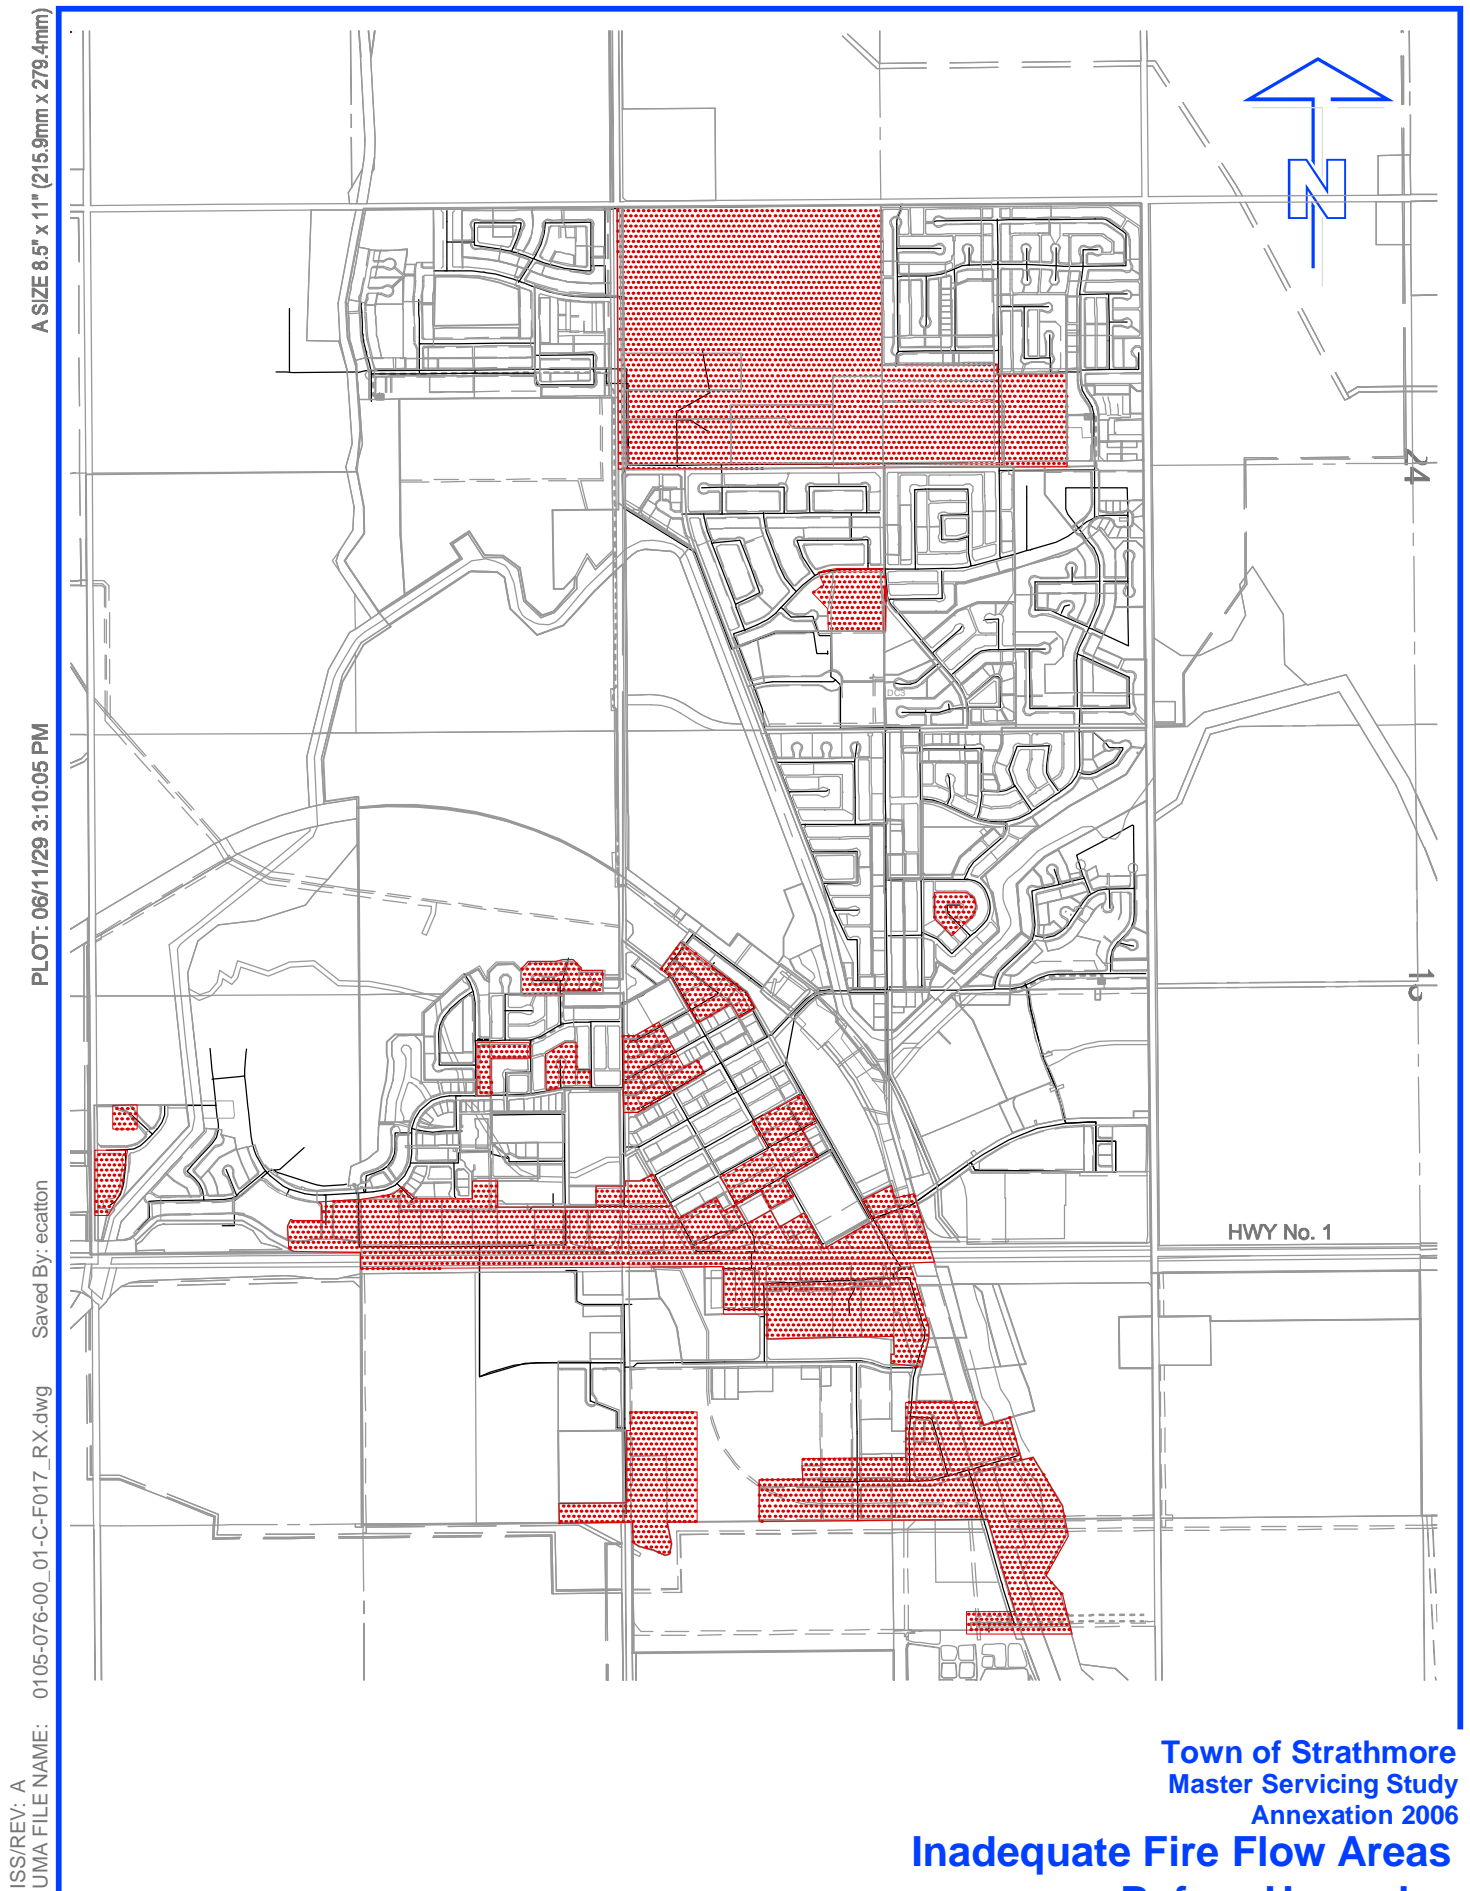 A SIZE 8.5" x 11" (215.9mm x 279.4mm)
PLOT: 06/11/29 3:10:05 PM
Saved By: ecatton
0105-076-00_01-C-F017_RX.dwg
UMA FILE NAME:
ISS/REV: A
N
24
DC3
HWY No. 1
Town of Strathmore
Master Servicing Study
Annexation 2006
Inadequate Fire Flow Areas